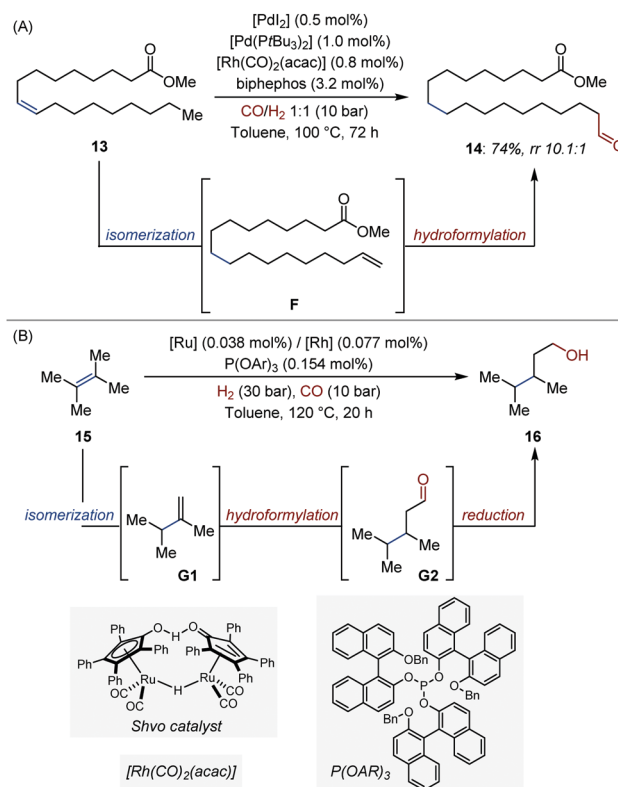 (A)
[PdI2] (0.5 mol%)
[Pd(PtBu3)2] (1.0 mol%)
[Rh(CO)2(acac)] (0.8 mol%)
biphephos (3.2 mol%)
CO/H2 1:1 (10 bar)
Toluene, 100 °C, 72 h
O
OMe
Me
13
O
OMe
O
14: 74%, rr 10.1:1
isomerization
O
OMe
F
hydroformylation
(B)
[Ru] (0.038 mol%) / [Rh] (0.077 mol%)
P(OAr)3 (0.154 mol%)
H2 (30 bar), CO (10 bar)
Toluene, 120 °C, 20 h
Me
Me
Me
Me
15
OH
Me
Me
Me
16
isomerization
Me
Me
Me
G1
hydroformylation
O
Me
Me
Me
G2
reduction
Ph
Ph
Ph
Ph
O
H
O
Ph
Ph
Ph
Ph
Ru
H
Ru
CO
OC
CO
CO
Shvo catalyst
[Rh(CO)2(acac)]
OBn
O
P
O
O
OBn
BnO
P(OAR)3